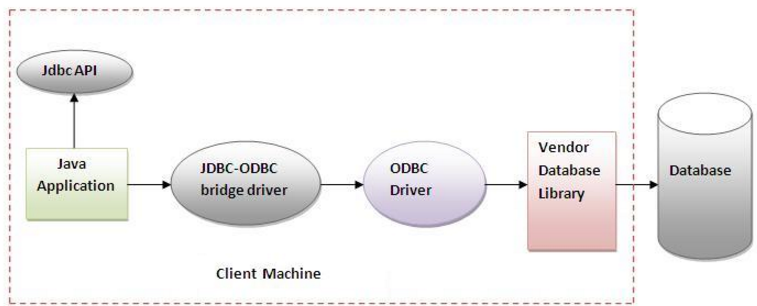 Jdbc API
Java
Application
JDBC-ODBC
bridge driver
ODBC
Driver
Vendor
Database
Library
Database
Client Machine